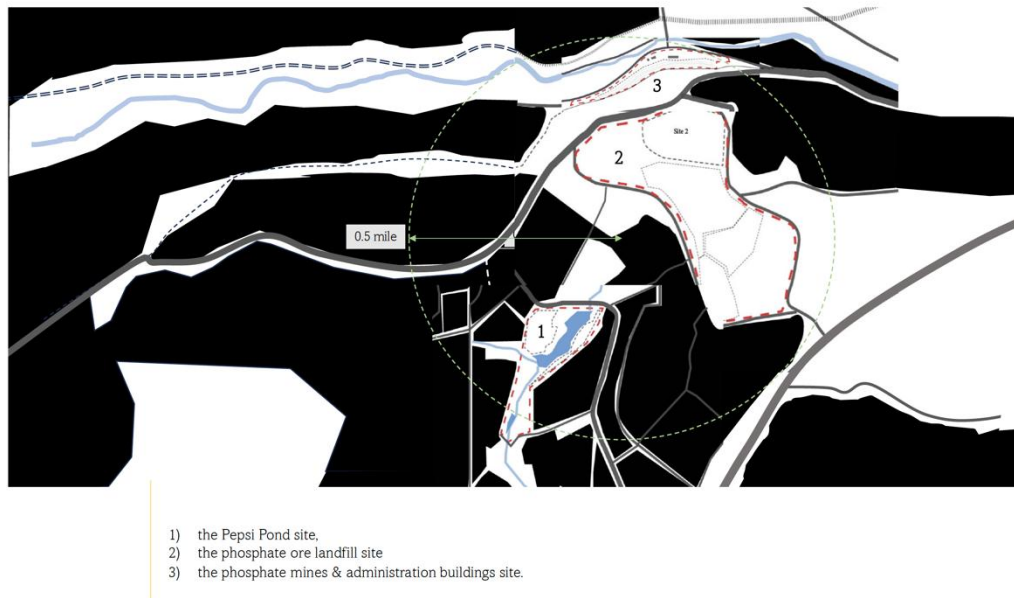 3
Site 2
2
0.5 mile
1
1) the Pepsi Pond site,
2) the phosphate ore landfill site
3) the phosphate mines & administration buildings site.